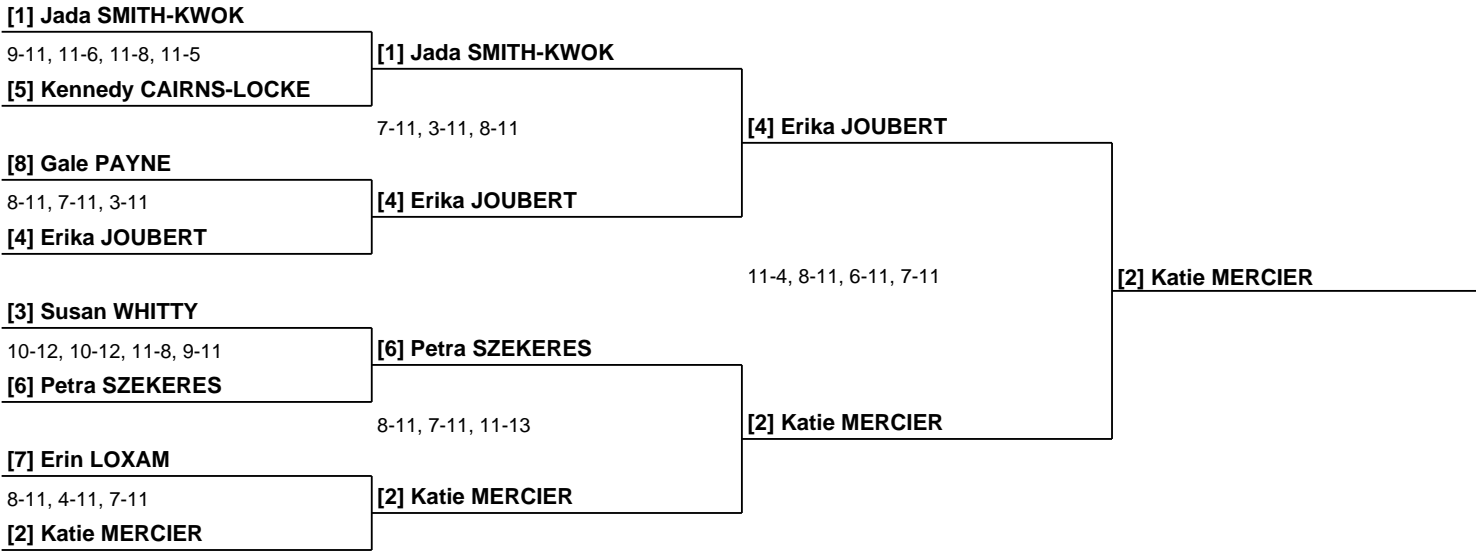 [1] Jada SMITH-KWOK
9-11, 11-6, 11-8, 11-5
[5] Kennedy CAIRNS-LOCKE
[8] Gale PAYNE
8-11, 7-11, 3-11
[4] Erika JOUBERT
[3] Susan WHITTY
10-12, 10-12, 11-8, 9-11
[6] Petra SZEKERES
[7] Erin LOXAM
8-11, 4-11, 7-11
[2] Katie MERCIER
[1] Jada SMITH-KWOK
7-11, 3-11, 8-11
[4] Erika JOUBERT
[6] Petra SZEKERES
8-11, 7-11, 11-13
[2] Katie MERCIER
[4] Erika JOUBERT
11-4, 8-11, 6-11, 7-11
[2] Katie MERCIER
[2] Katie MERCIER